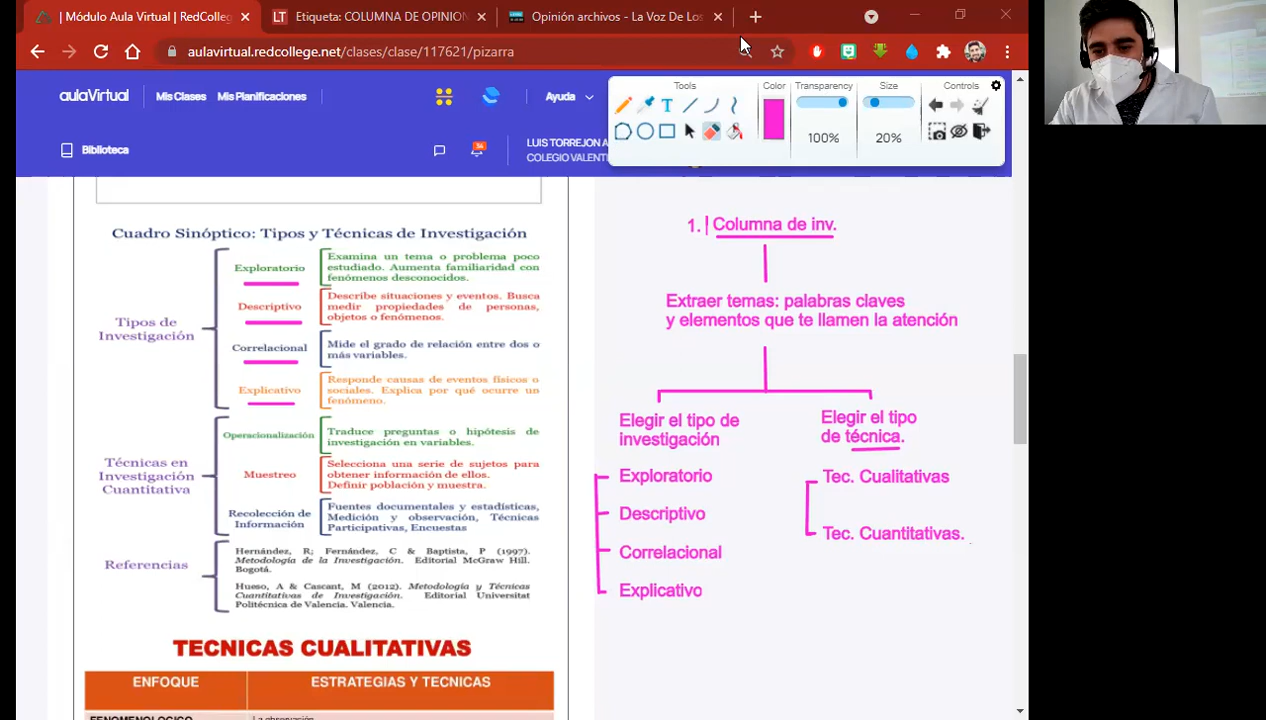 | Módulo Aula Virtual | RedColleg
Etiqueta: COLUMNA DE OPINION
Opinión archivos - La Voz De Los
aulavirtual.redcollege.net/clases/clase/117621/pizarra
aulaVirtual
Mis Clases
Mis Planificaciones
Ayuda
Biblioteca
34
LUIS TORREJON A
COLEGIO VALENTI
Tools
Color
Transparency
Size
Controls
100%
20%
Cuadro Sinóptico: Tipos y Técnicas de Investigación
Tipos de
Investigación
Exploratorio
Examina un tema o problema poco
estudiado. Aumenta familiaridad con
fenómenos desconocidos.
Descriptivo
Describe situaciones y eventos. Busca
medir propiedades de personas,
objetos o fenómenos.
Correlacional
Mide el grado de relación entre dos o
más variables.
Explicativo
Responde causas de eventos físicos o
sociales. Explica por qué ocurre un
fenómeno.
Técnicas en
Investigación
Cuantitativa
Operacionalización
Traduce preguntas o hipótesis de
investigación en variables.
Muestreo
Selecciona una serie de sujetos para
obtener información de ellos.
Definir población y muestra.
Recolección de
Información
Fuentes documentales y estadísticas,
Medición y observación, Técnicas
Participativas, Encuestas
Referencias
Hernández, R; Fernández, C & Baptista, P (1997).
Metodología de la Investigación. Editorial McGraw Hill.
Bogotá.
Hueso, A & Cascant, M (2012). Metodología y Técnicas
Cuantitativas de Investigación. Editorial Universitat
Politécnica de Valencia. Valencia.
TECNICAS CUALITATIVAS
ENFOQUE
ESTRATEGIAS Y TECNICAS
FENOMENOLOGICO
La observación
1. | Columna de inv.
Extraer temas: palabras claves
y elementos que te llamen la atención
Elegir el tipo de
investigación
Exploratorio
Descriptivo
Correlacional
Explicativo
Elegir el tipo
de técnica.
Tec. Cualitativas
Tec. Cuantitativas.